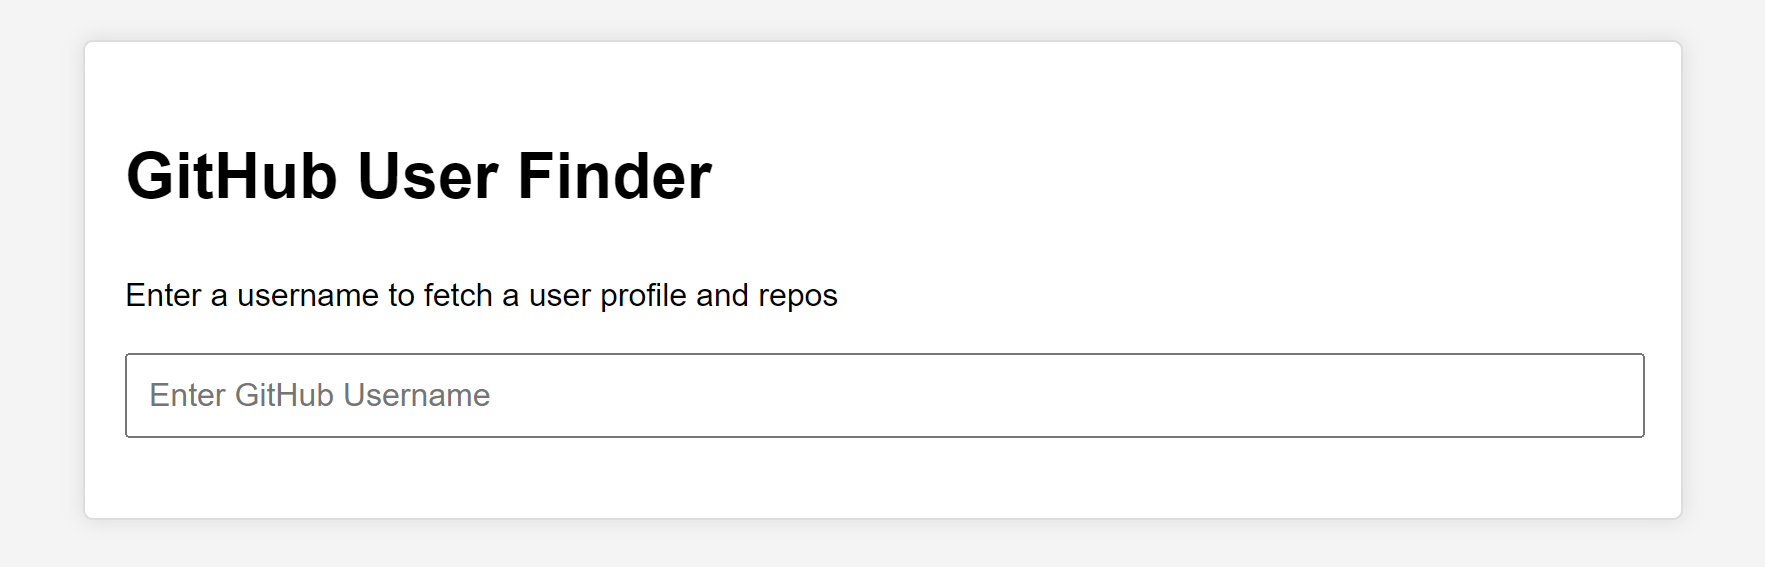 GitHub User Finder
Enter a username to fetch a user profile and repos
Enter GitHub Username